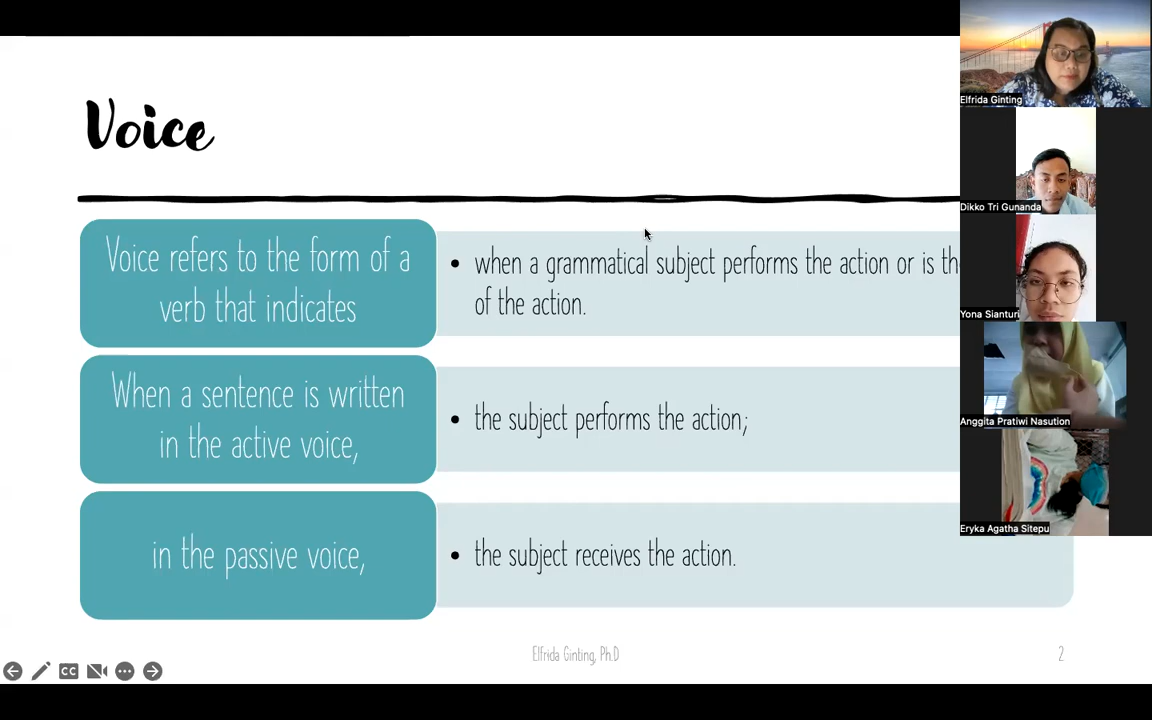 Voice
Voice refers to the form of a
verb that indicates
when a grammatical subject performs the action or is
of the action.
When a sentence is written
in the active voice,
the subject performs the action;
in the passive voice,
the subject receives the action.
Elfrida Ginting, Ph.D
2
CC
Elfrida Ginting
Dikko Tri Gunanda
Yona Sianturi
Anggita Pratiwi Nasution
Eryka Agatha Sitepu